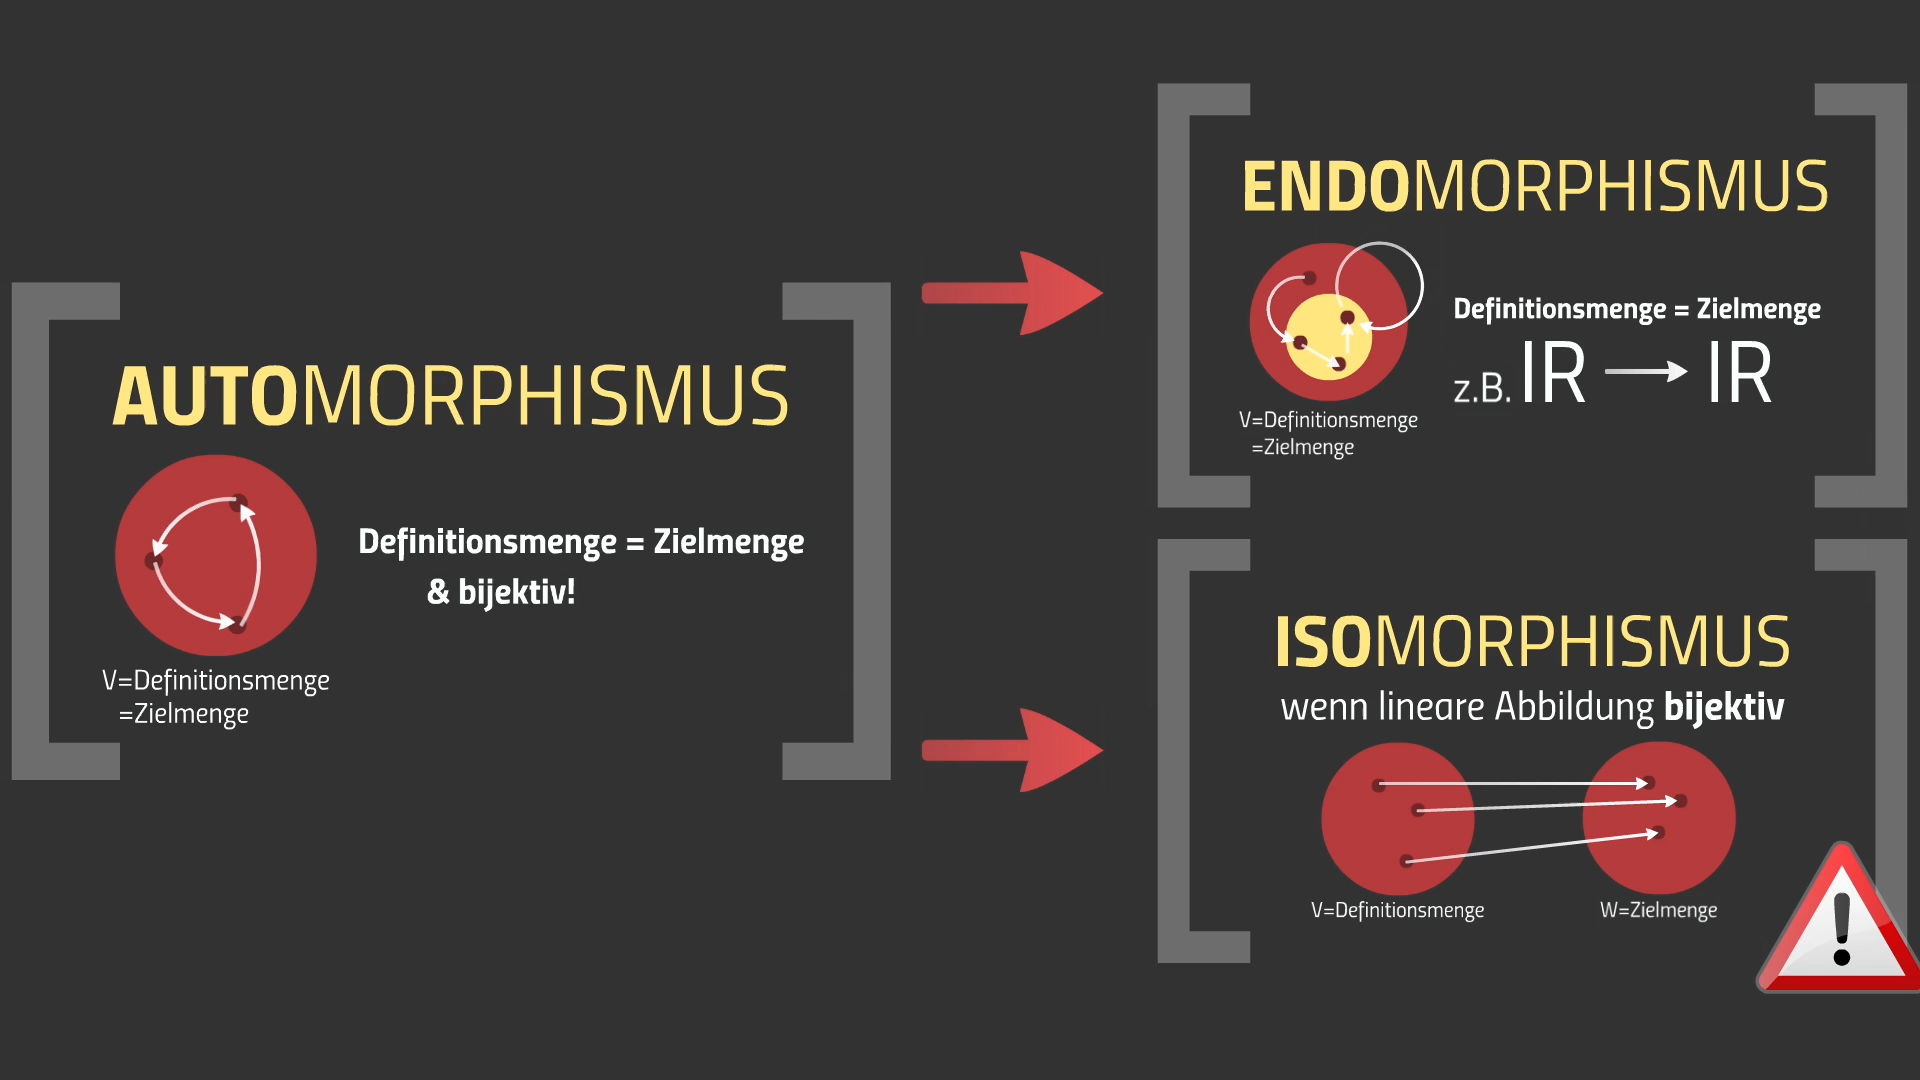 AUTOMORPHISMUS
Definitionsmenge = Zielmenge
& bijektiv!
V=Definitionsmenge
=Zielmenge
ENDOMORPHISMUS
Definitionsmenge = Zielmenge
z.B. IR → IR
V=Definitionsmenge
=Zielmenge
ISOMORPHISMUS
wenn lineare Abbildung bijektiv
V=Definitionsmenge
W=Zielmenge
!